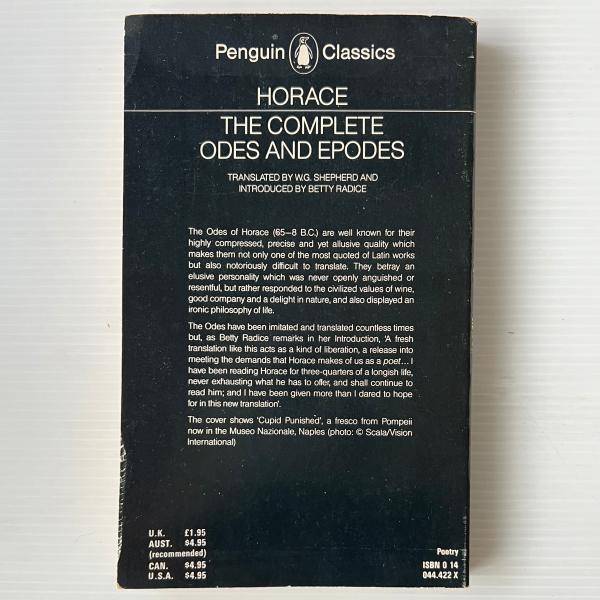 Penguin Classics
HORACE
THE COMPLETE
ODES AND EPODES
TRANSLATED BY W.G. SHEPHERD AND
INTRODUCED BY BETTY RADICE
The Odes of Horace (65–8 B.C.) are well known for their
highly compressed, precise and yet allusive quality which
makes them not only one of the most quoted of Latin works
but also notoriously difficult to translate. They betray an
elusive personality which was never openly anguished or
resentful, but rather responded to the civilized values of wine,
good company and a delight in nature, and also displayed an
ironic philosophy of life.
The Odes have been imitated and translated countless times
but, as Betty Radice remarks in her Introduction, 'A fresh
translation like this acts as a kind of liberation, a release into
meeting the demands that Horace makes of us as a poet... I
have been reading Horace for three-quarters of a longish life,
never exhausting what he has to offer, and shall continue to
read him; and I have been given more than I dared to hope
for in this new translation'.
The cover shows 'Cupid Punished', a fresco from Pompeii
now in the Museo Nazionale, Naples (photo: © Scala/Vision
International)
U.K. £1.95
AUST. $4.95
(recommended)
CAN. $4.95
U.S.A. $4.95
Poetry
ISBN 0 14
044.422 X